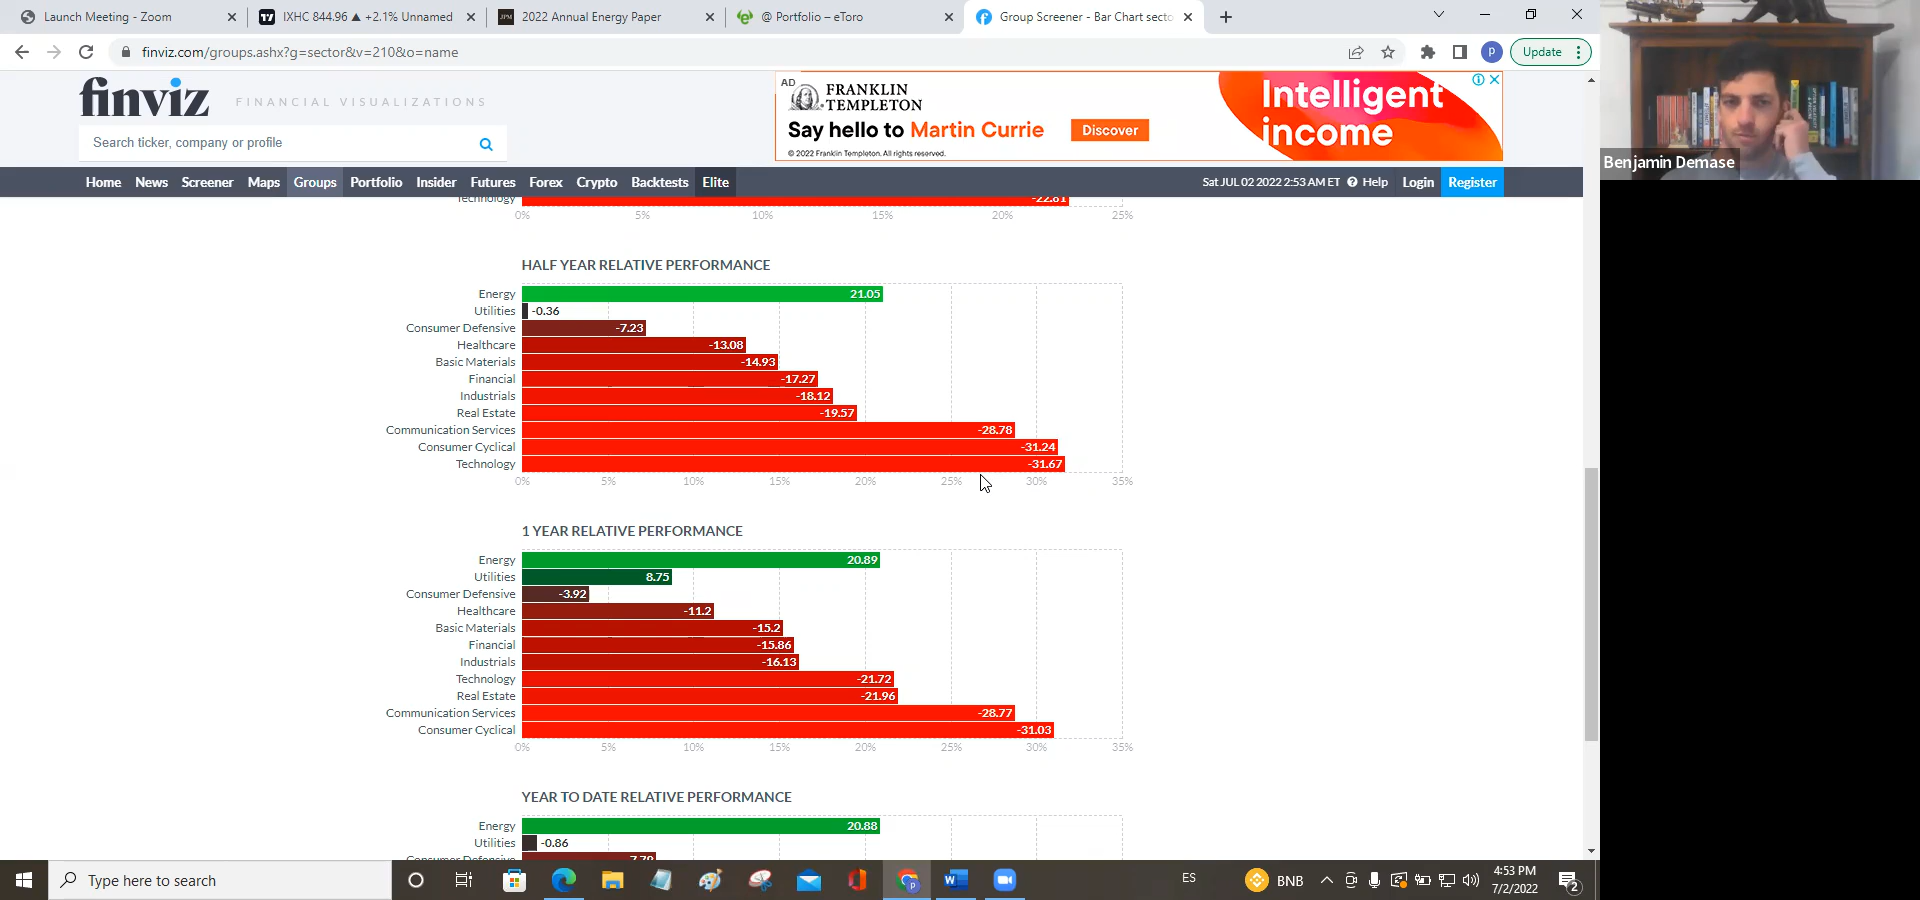 Launch Meeting - Zoom
IXHC 844.96 ▲ +2.1% Unnamed
2022 Annual Energy Paper
@ Portfolio – eToro
Group Screener - Bar Chart secto
finviz.com/groups.ashx?g=sector&v=210&o=name
P
Update
finviz
FINANCIAL VISUALIZATIONS
Search ticker, company or profile
AD
FRANKLIN
TEMPLETON
Say hello to Martin Currie
Discover
© 2022 Franklin Templeton. All rights reserved.
Intelligent
income
Home News Screener Maps Groups Portfolio Insider Futures Forex Crypto Backtests Elite
Sat JUL 02 2022 2:53 AM ET Help Login Register
Benjamin Demase
Technology -22.81
0% 5% 10% 15% 20% 25%
HALF YEAR RELATIVE PERFORMANCE
Energy 21.05
Utilities -0.36
Consumer Defensive -7.23
Healthcare -13.08
Basic Materials -14.93
Financial -17.27
Industrials -18.12
Real Estate -19.57
Communication Services -28.78
Consumer Cyclical -31.24
Technology -31.67
0% 5% 10% 15% 20% 25% 30% 35%
1 YEAR RELATIVE PERFORMANCE
Energy 20.89
Utilities 8.75
Consumer Defensive -3.92
Healthcare -11.2
Basic Materials -15.2
Financial -15.86
Industrials -16.13
Technology -21.72
Real Estate -21.96
Communication Services -28.77
Consumer Cyclical -31.03
0% 5% 10% 15% 20% 25% 30% 35%
YEAR TO DATE RELATIVE PERFORMANCE
Energy 20.88
Utilities -0.86
Consumer Defensive -7.79
Type here to search
ES
BNB
4:53 PM
7/2/2022
2